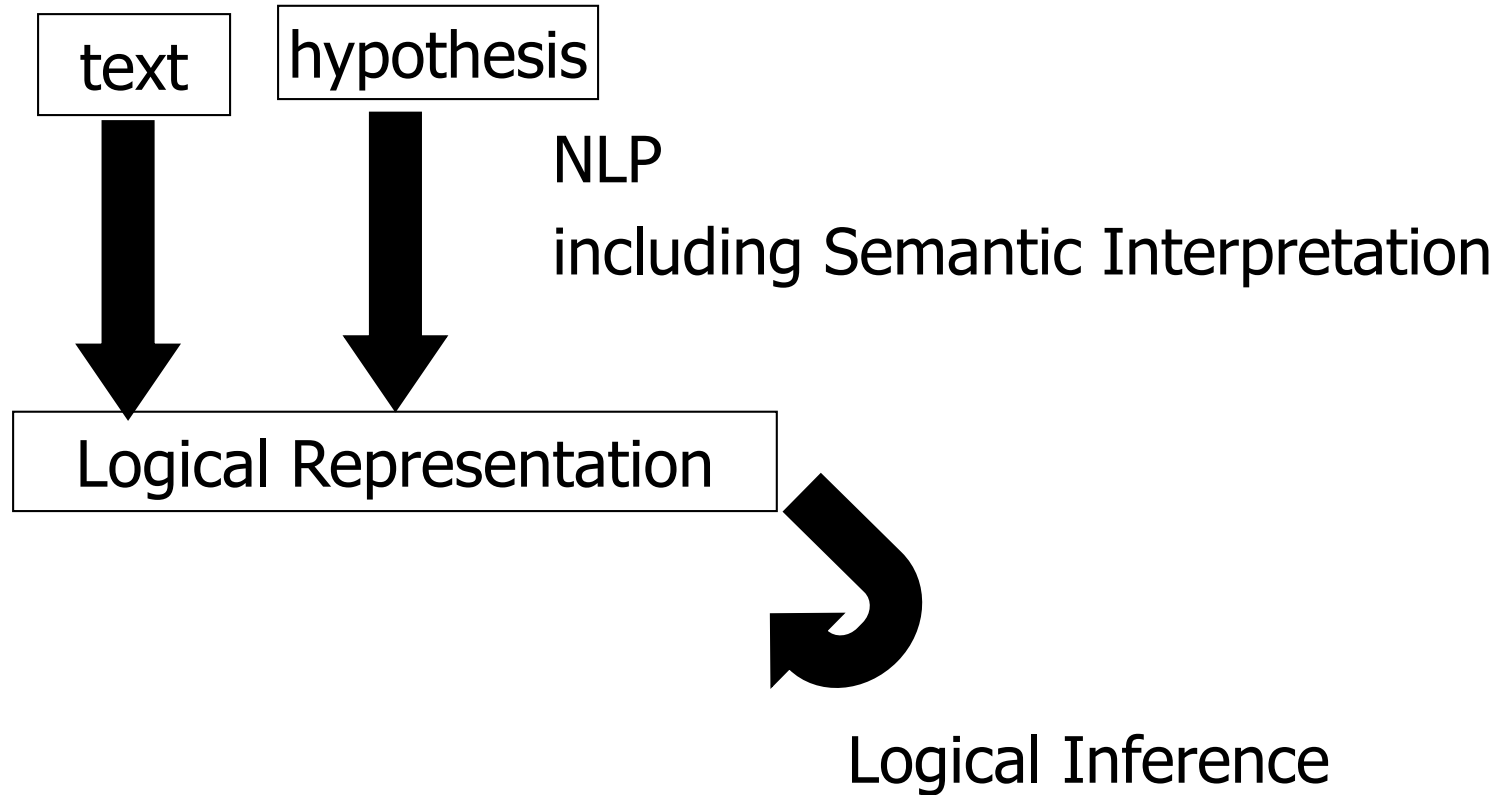 text
hypothesis
NLP
including Semantic Interpretation
Logical Representation
Logical Inference